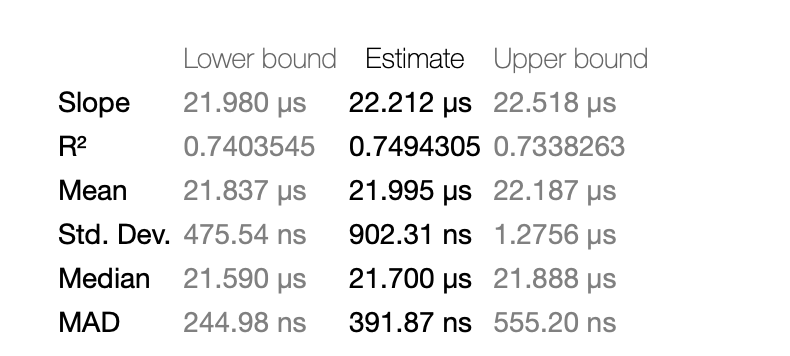 Lower bound Estimate Upper bound
Slope 21.980 µs 22.212 µs 22.518 µs
R² 0.7403545 0.7494305 0.7338263
Mean 21.837 µs 21.995 µs 22.187 µs
Std. Dev. 475.54 ns 902.31 ns 1.2756 µs
Median 21.590 µs 21.700 µs 21.888 µs
MAD 244.98 ns 391.87 ns 555.20 ns